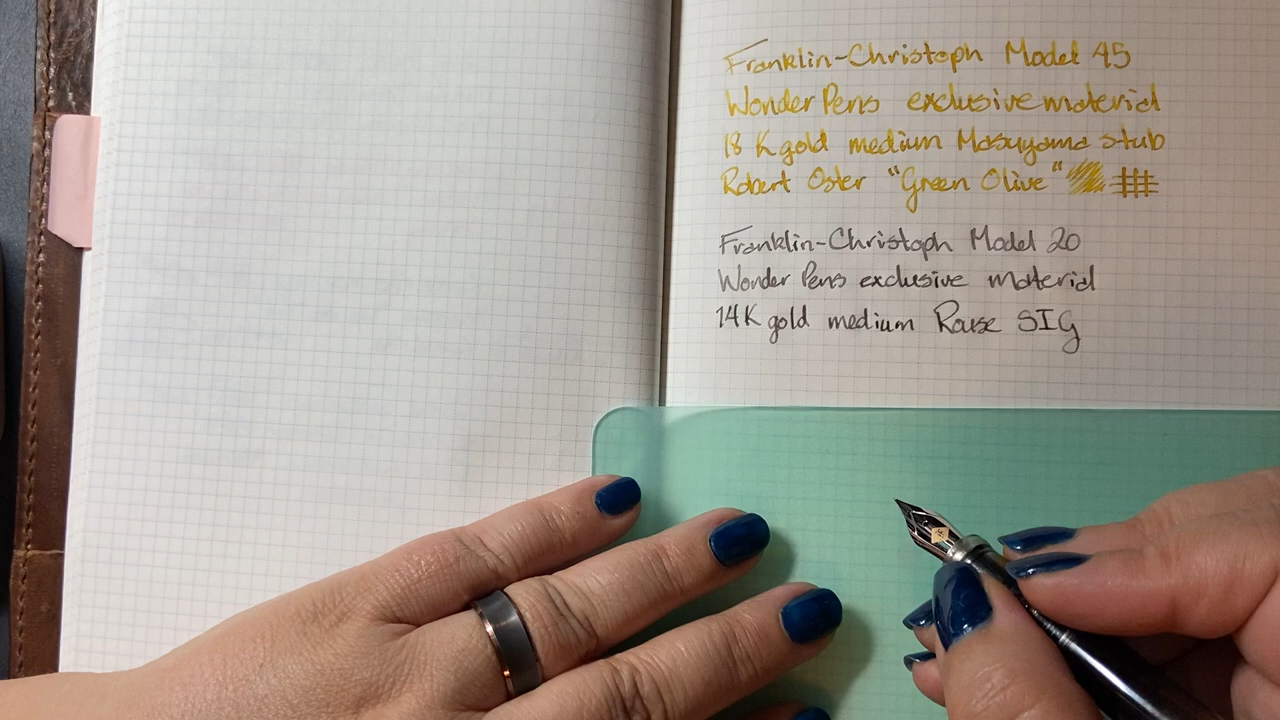 Franklin-Christoph Model 45
Wonder Pens exclusive material
18 K gold medium Masuyama stub
Robert Oster "Green Olive"
Franklin-Christoph Model 20
Wonder Pens exclusive material
14K gold medium Rouse SIG